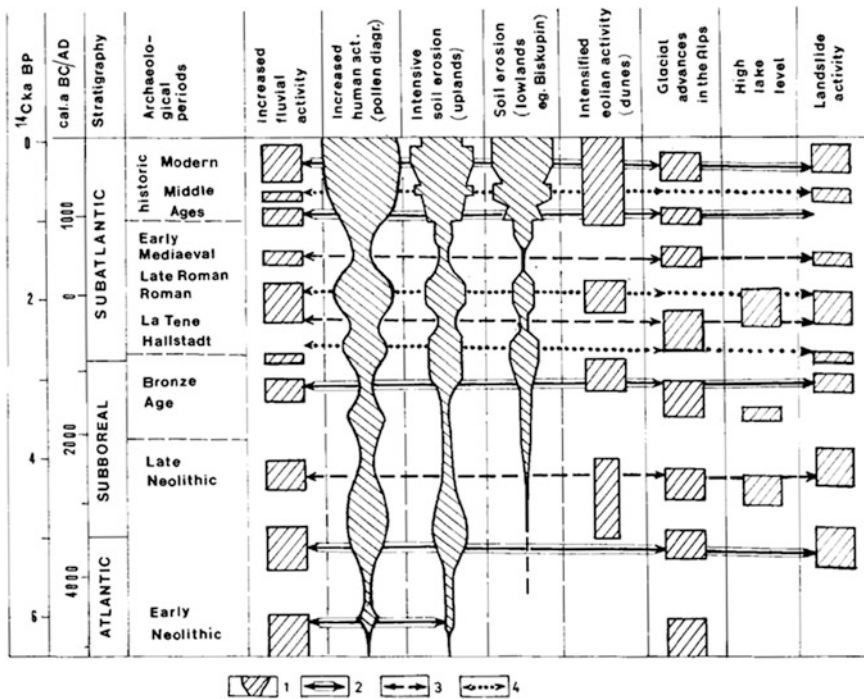 ¹⁴C ka BP
cal.a BC/AD
Stratigraphy
Archaeolo-
gical
periods
Increased
fluvial
activity
Increased
human act.
(pollen diagr.)
Intensive
soil erosion
(uplands)
Soil erosion
(lowlands
eg. Biskupin)
Intensified
eolian activity
(dunes)
Glacial
advances
in the Alps
High
lake
level
Landslide
activity
0
2
4
6
1000
0
2000
4000
SUBATLANTIC
SUBBOREAL
ATLANTIC
historic
Modern
Middle
Ages
Early
Mediaeval
Late Roman
Roman
La Tene
Hallstadt
Bronze
Age
Late
Neolithic
Early
Neolithic
1 2 3 4